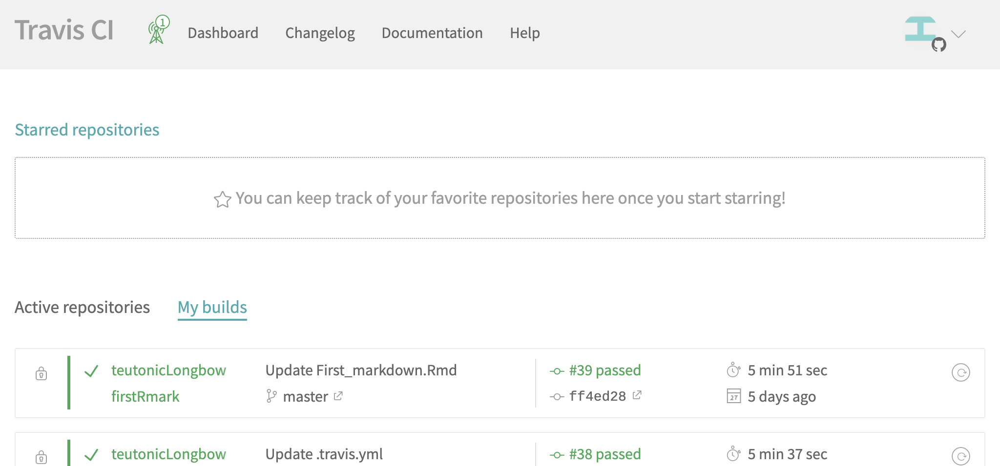 Travis CI
1
Dashboard
Changelog
Documentation
Help
Starred repositories
You can keep track of your favorite repositories here once you start starring!
Active repositories
My builds
teutonicLongbow
Update First_markdown.Rmd
#39 passed
5 min 51 sec
firstRmark
master
ff4ed28
27
5 days ago
teutonicLongbow
Update .travis.yml
#38 passed
5 min 37 sec